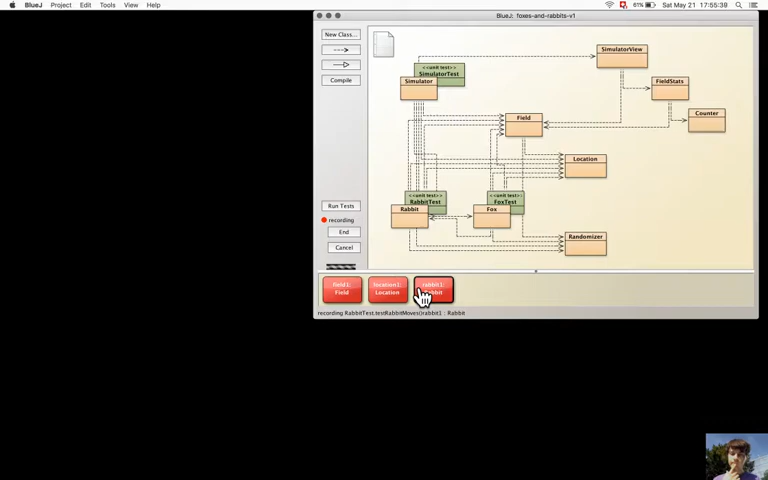 BlueJ Project Edit Tools View Help 61% Sat May 21 17:55:39
BlueJ: foxes-and-rabbits-v1
New Class...
Compile
Run Tests
recording
End
Cancel
<<unit test>>
SimulatorTest
Simulator
SimulatorView
FieldStats
Counter
Field
Location
<<unit test>>
RabbitTest
Rabbit
<<unit test>>
FoxTest
Fox
Randomizer
field1:
Field
location1:
Location
rabbit1:
recording RabbitTest.testRabbitMoves()rabbit1 : Rabbit